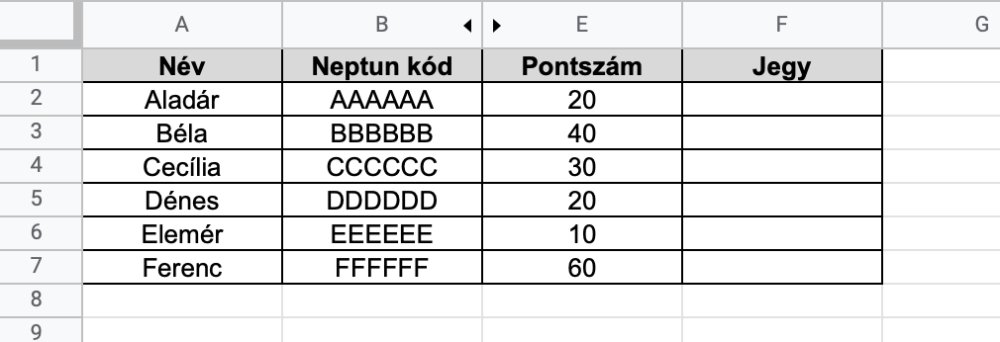 A B E F G
1 Név Neptun kód Pontszám Jegy
2 Aladár AAAAAA 20
3 Béla BBBBBB 40
4 Cecília CCCCCC 30
5 Dénes DDDDDD 20
6 Elemér EEEEEE 10
7 Ferenc FFFFFF 60
8
9